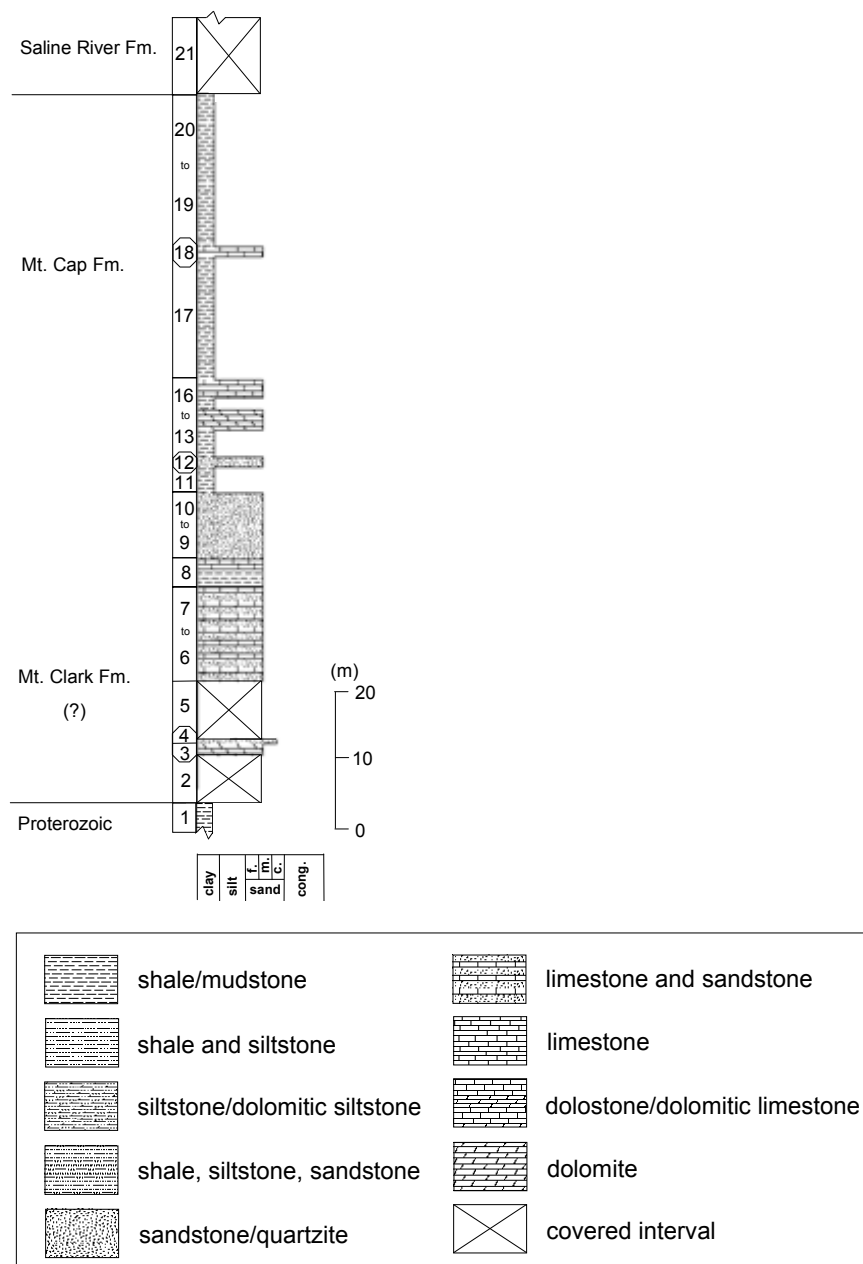 Saline River Fm.
21
20
to
19
18
Mt. Cap Fm.
17
16
to
13
12
11
10
to
9
8
7
to
6
Mt. Clark Fm.
(?)
5
4
3
2
Proterozoic
1
(m)
20
10
0
clay
silt
f.
m.
c.
sand
cong.
shale/mudstone
limestone and sandstone
shale and siltstone
limestone
siltstone/dolomitic siltstone
dolostone/dolomitic limestone
shale, siltstone, sandstone
dolomite
sandstone/quartzite
covered interval